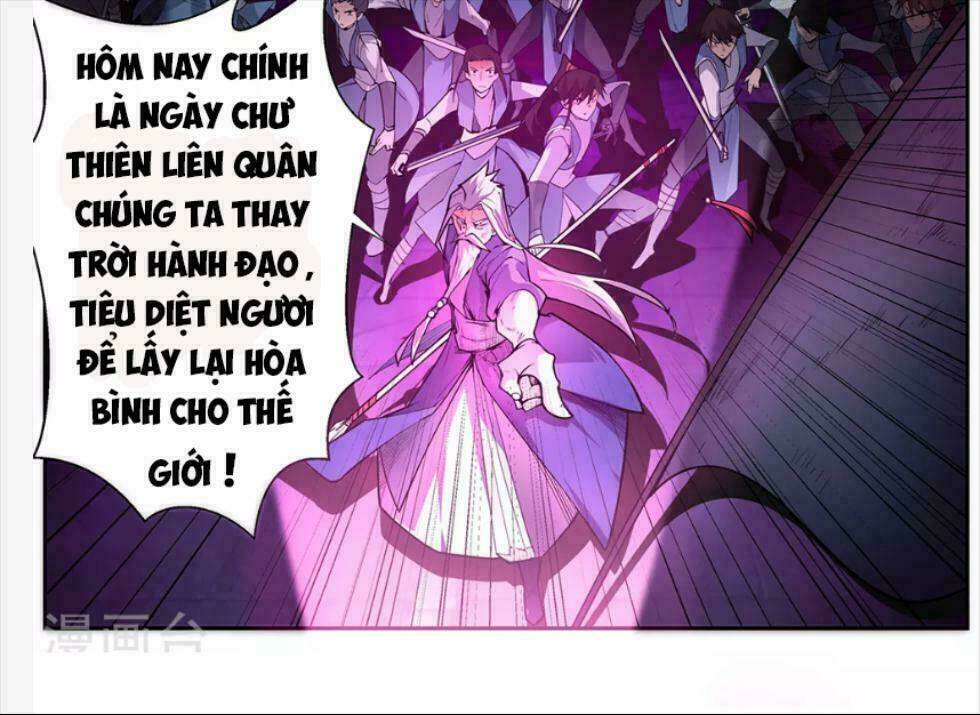 HÔM NAY CHÍNH
LÀ NGÀY CHƯ
THIÊN LIÊN QUÂN
CHÚNG TA THAY
TRỜI HÀNH ĐẠO,
TIÊU DIỆT NGƯƠI
ĐỂ LẤY LẠI HÒA
BÌNH CHO THẾ
GIỚI!
漫画台